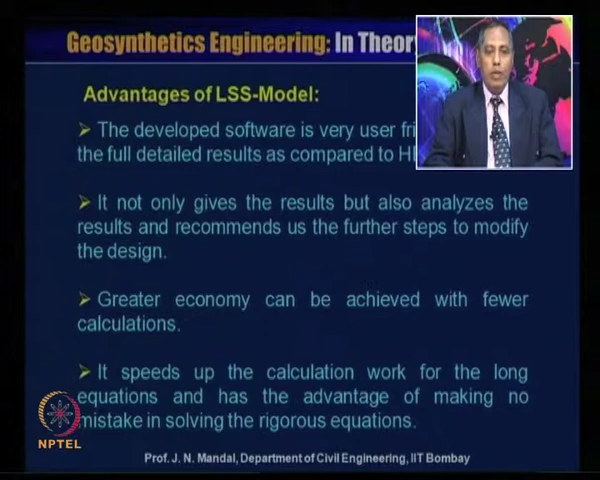 Geosynthetics Engineering: In Theory
Advantages of LSS-Model:
➢ The developed software is very user
the full detailed results as compared to
➢ It not only gives the results but also analyzes the
results and recommends us the further steps to modify
the design.
➢ Greater economy can be achieved with fewer
calculations.
➢ It speeds up the calculation work for the long
equations and has the advantage of making no
mistake in solving the rigorous equations.
NPTEL
Prof. J. N. Mandal, Department of Civil Engineering, IIT Bombay